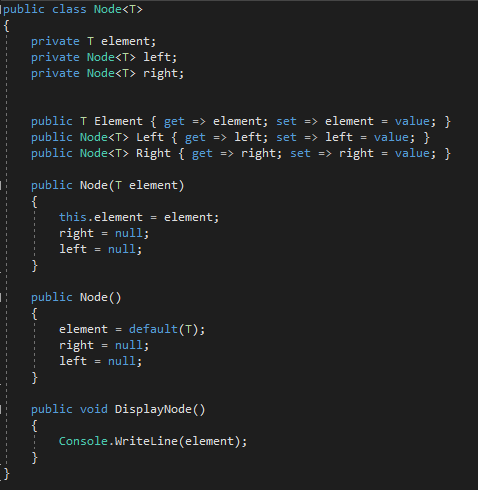 public class Node<T>
{
    private T element;
    private Node<T> left;
    private Node<T> right;

    public T Element { get => element; set => element = value; }
    public Node<T> Left { get => left; set => left = value; }
    public Node<T> Right { get => right; set => right = value; }

    public Node(T element)
    {
        this.element = element;
        right = null;
        left = null;
    }

    public Node()
    {
        element = default(T);
        right = null;
        left = null;
    }

    public void DisplayNode()
    {
        Console.WriteLine(element);
    }
}